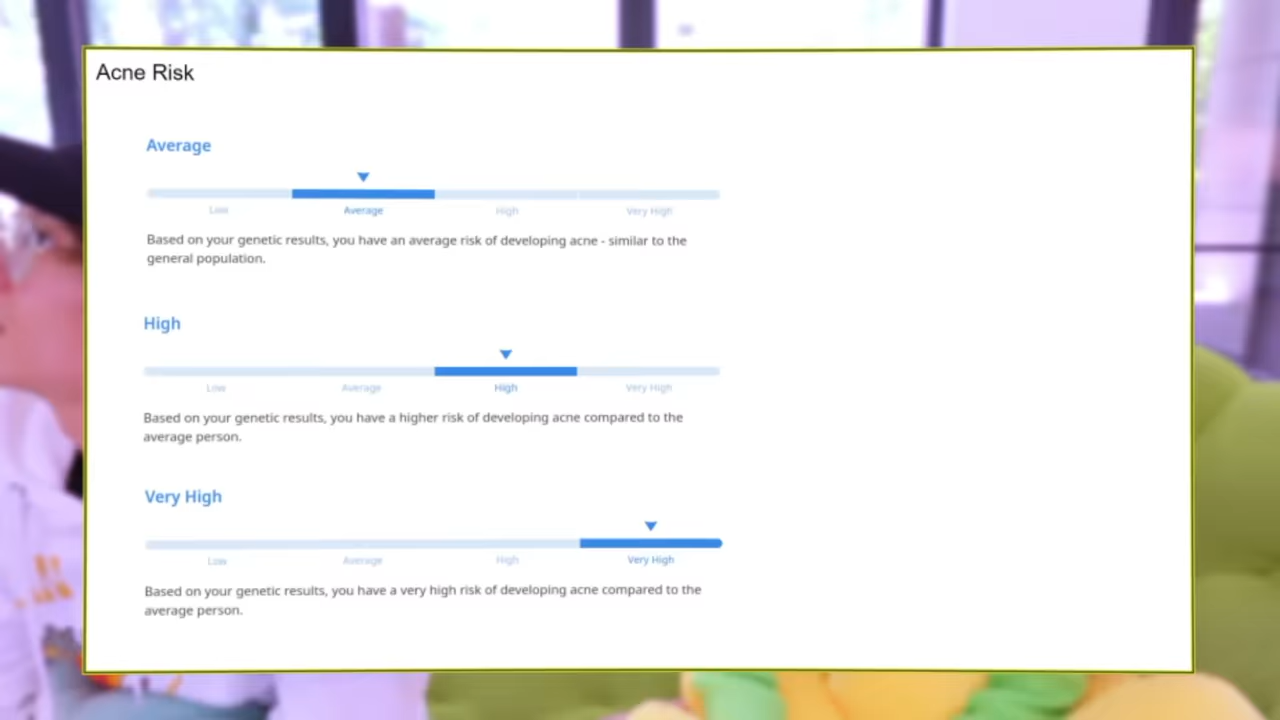 Acne Risk
Average
Low Average High Very High
Based on your genetic results, you have an average risk of developing acne - similar to the
general population.
High
Low Average High Very High
Based on your genetic results, you have a higher risk of developing acne compared to the
average person.
Very High
Low Average High Very High
Based on your genetic results, you have a very high risk of developing acne compared to the
average person.